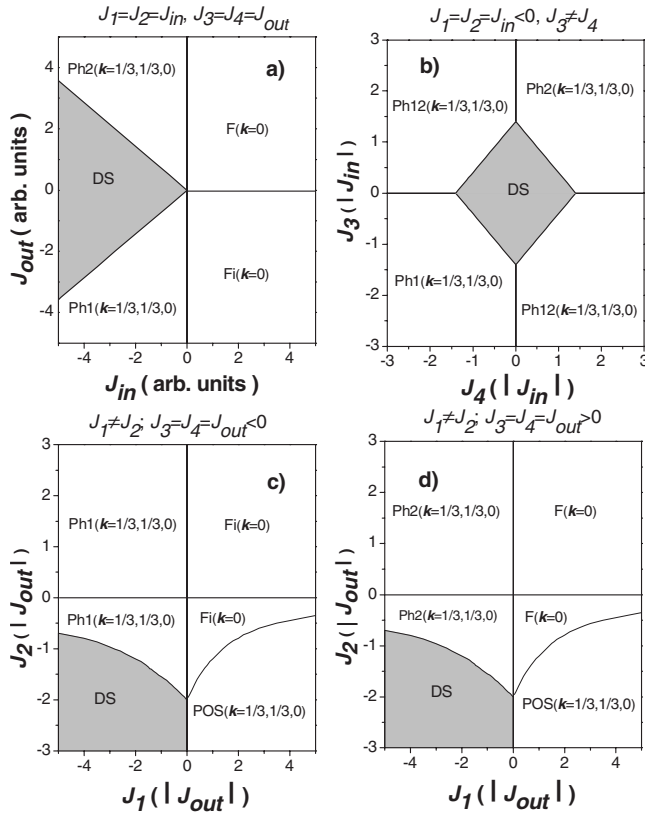 J1=J2=Jin, J3=J4=Jout
a)
Ph2(k=1/3,1/3,0)
F(k=0)
DS
Ph1(k=1/3,1/3,0)
Fi(k=0)
4
2
0
-2
-4
Jout( arb. units)
-4 -2 0 2 4
Jin ( arb. units)
J1=J2=Jin<0, J3≠J4
b)
Ph12(k=1/3,1/3,0)
Ph2(k=1/3,1/3,0)
DS
Ph1(k=1/3,1/3,0)
Ph12(k=1/3,1/3,0)
3
2
1
0
-1
-2
-3
J3(|Jin|)
-3 -2 -1 0 1 2 3
J4(|Jin|)
J1≠J2; J3=J4=Jout<0
c)
Ph1(k=1/3,1/3,0)
Fi(k=0)
Ph1(k=1/3,1/3,0)
Fi(k=0)
DS
POS(k=1/3,1/3,0)
3
2
1
0
-1
-2
-3
J2(|Jout|)
-4 -2 0 2 4
J1(|Jout|)
J1≠J2; J3=J4=Jout>0
d)
Ph2(k=1/3,1/3,0)
F(k=0)
Ph2(k=1/3,1/3,0)
F(k=0)
DS
POS(k=1/3,1/3,0)
3
2
1
0
-1
-2
-3
J2(|Jout|)
-4 -2 0 2 4
J1(|Jout|)